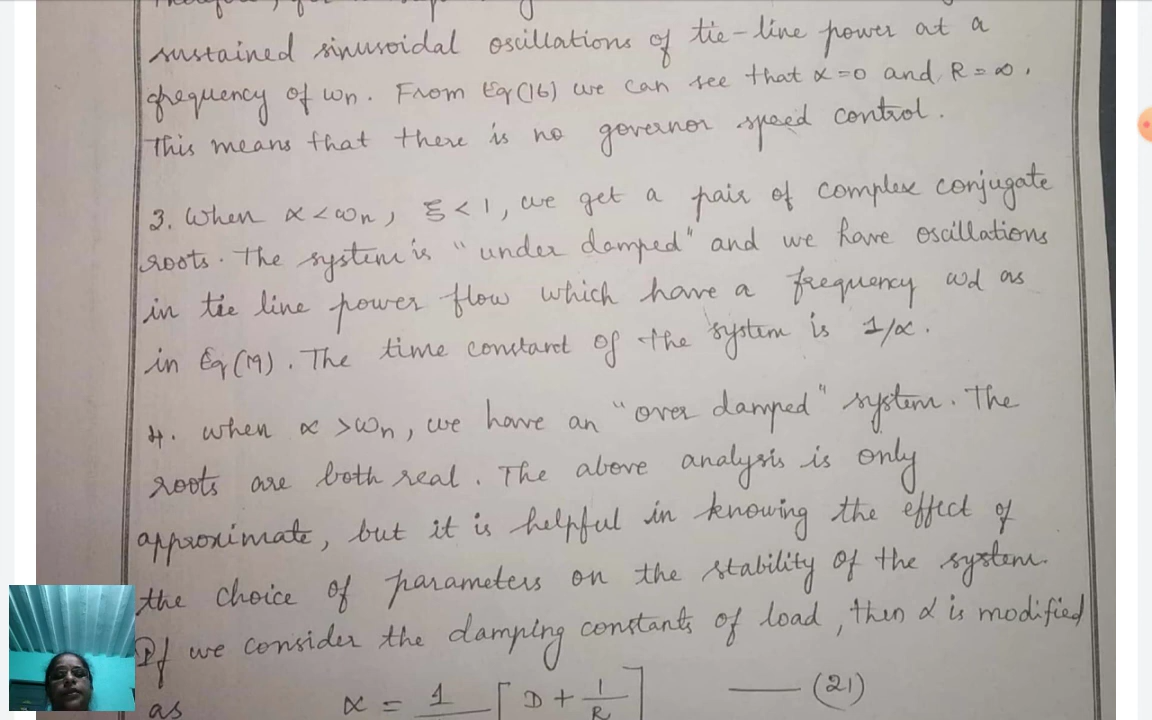 sustained sinusoidal oscillations of tie-line power at a
frequency of ωn. From Eq(16) we can see that α=0 and R=∞.
This means that there is no governor speed control.
3. When α<ωn, ξ<1, we get a pair of complex conjugate
roots. The system is "under damped" and we have oscillations
in tie line power flow which have a frequency ωd as
in Eq(19). The time constant of the system is 1/α.
4. when α>ωn, we have an "over damped" system. The
roots are both real. The above analysis is only
approximate, but it is helpful in knowing the effect of
the choice of parameters on the stability of the system.
If we consider the damping constants of load, then α is modified
as α = 1 [D + 1/R] —— (21)